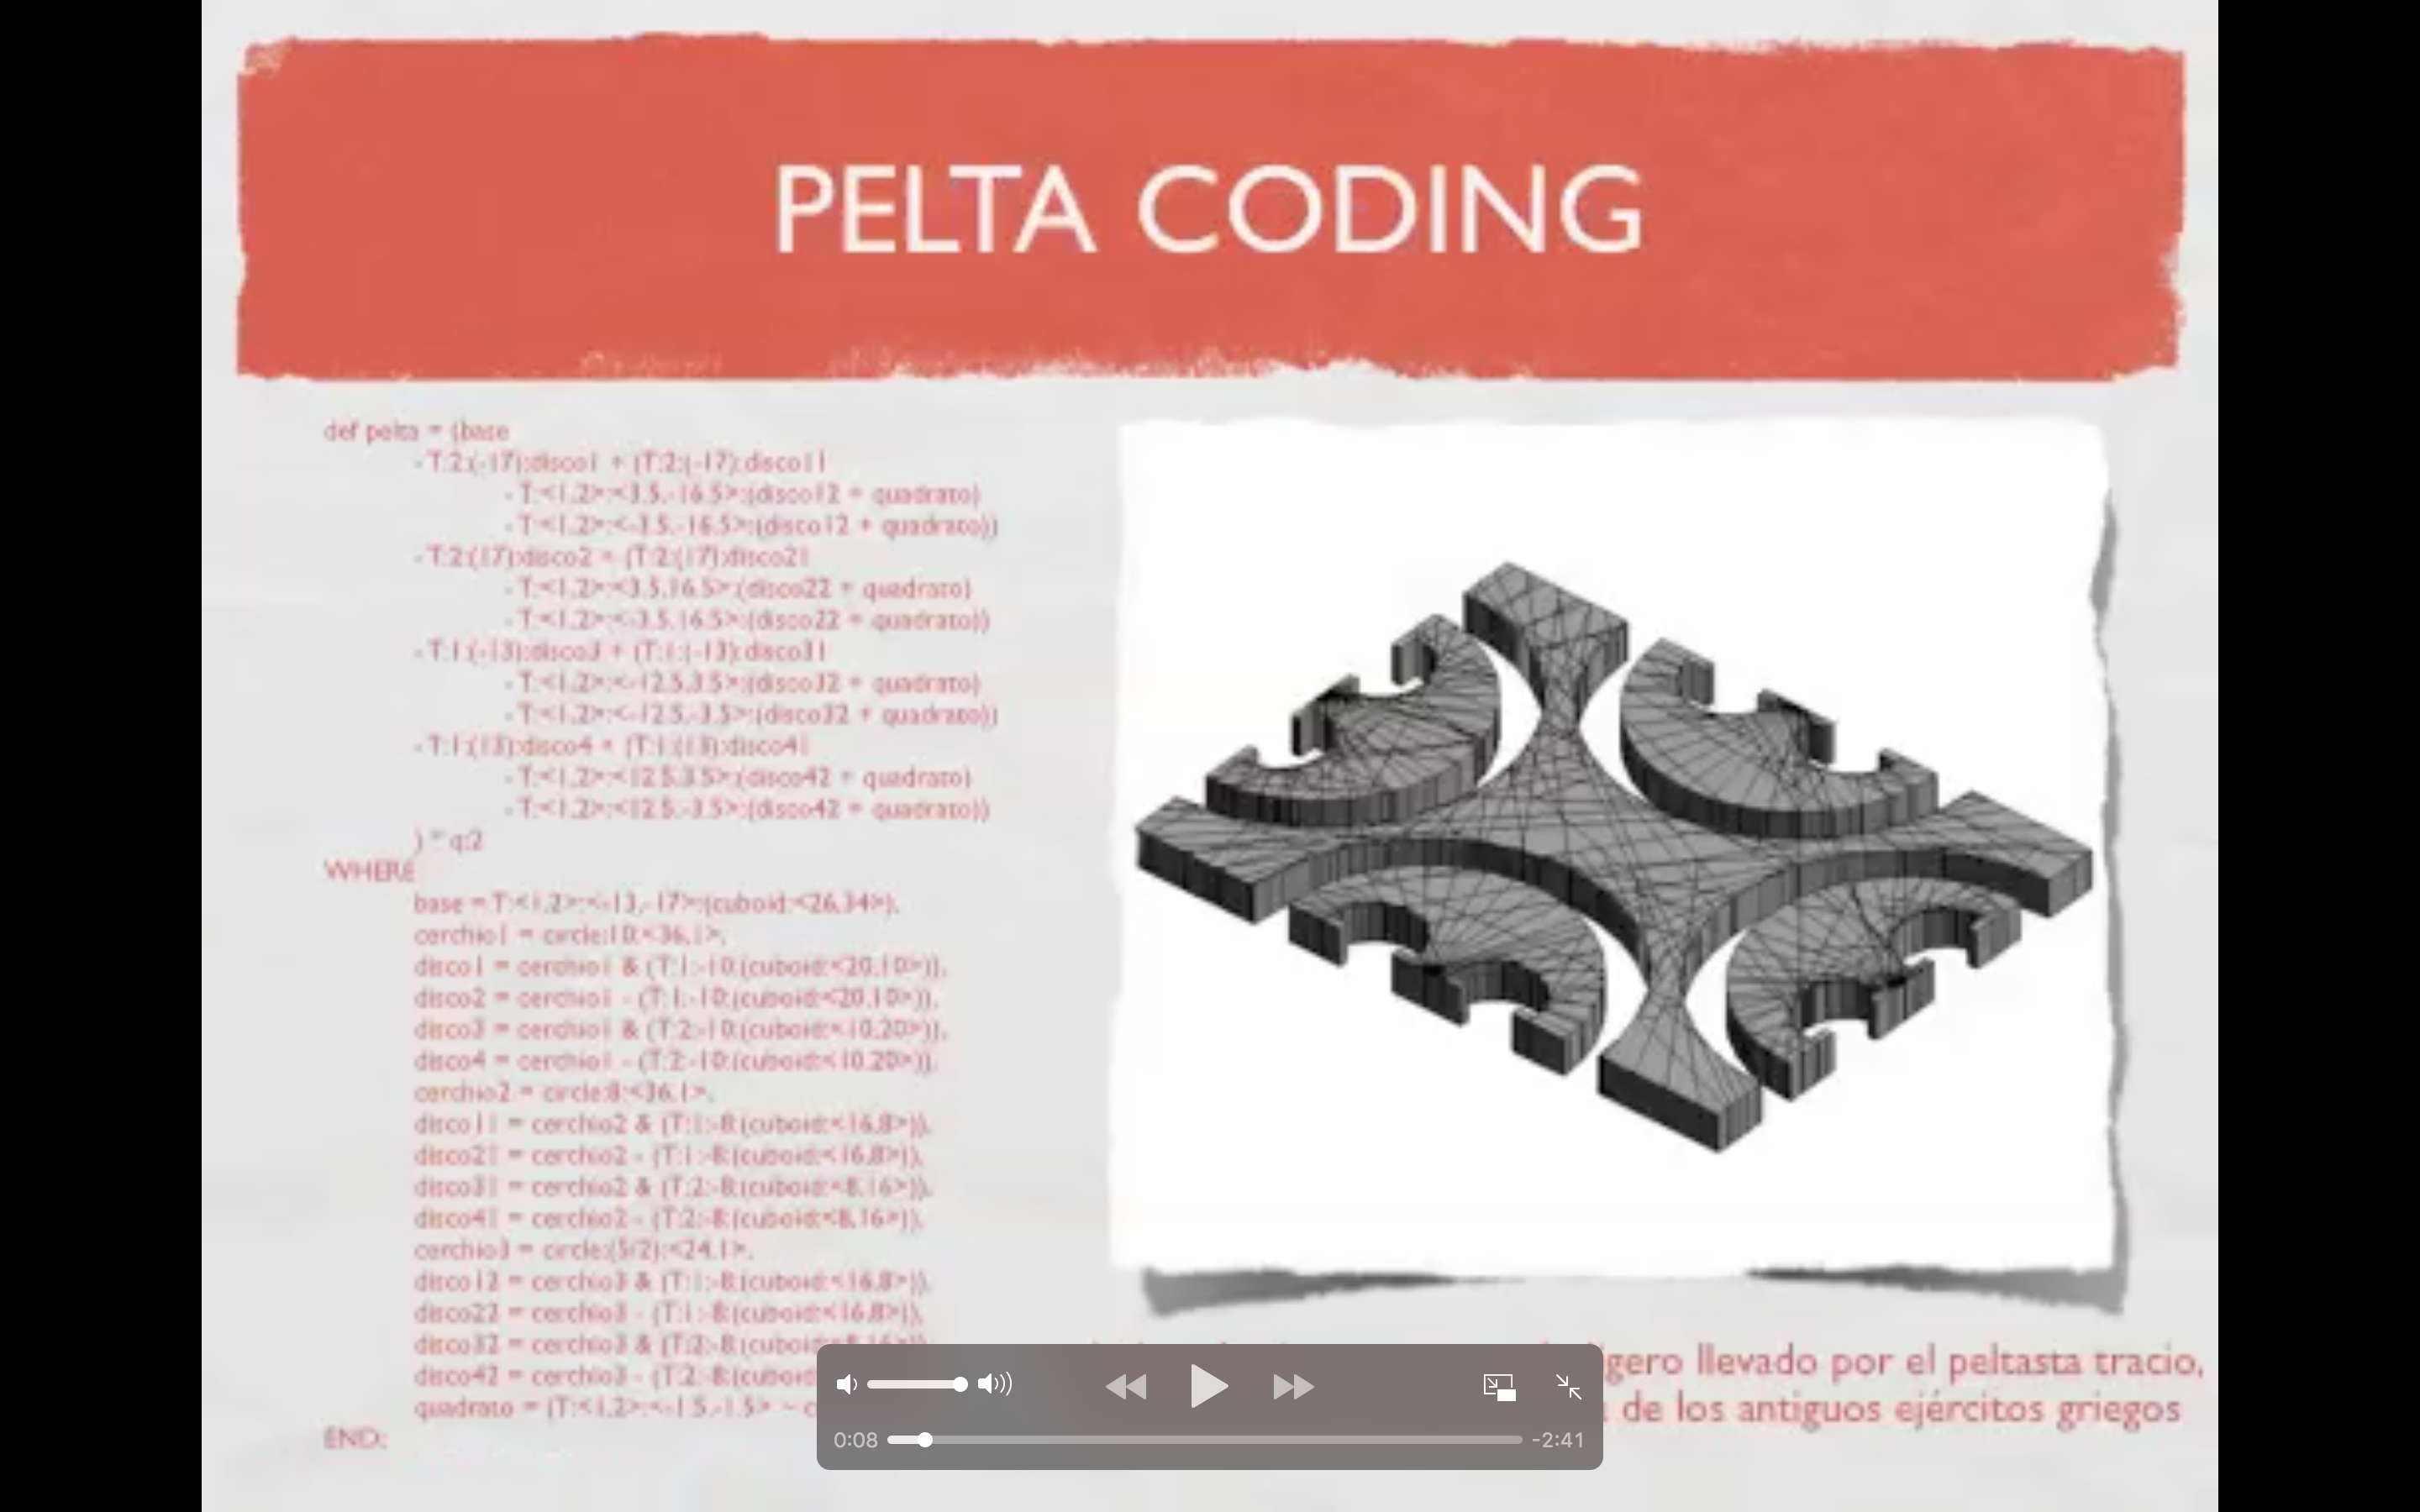 PELTA CODING
def pelta = (base
- T:2:(-17):disco1 + (T:2:(-17):disco11
- T:<1,2>:<3.5,-16.5>:(disco12 + quadrato)
- T:<1,2>:<-3.5,-16.5>:(disco12 + quadrato))
- T:2:(17):disco2 + (T:2:(17):disco21
- T:<1,2>:<3.5,16.5>:(disco22 + quadrato)
- T:<1,2>:<-3.5,16.5>:(disco22 + quadrato))
- T:1:(-13):disco3 + (T:1:(-13):disco31
- T:<1,2>:<-12.5,3.5>:(disco32 + quadrato)
- T:<1,2>:<-12.5,-3.5>:(disco32 + quadrato))
- T:1:(13):disco4 + (T:1:(13):disco41
- T:<1,2>:<12.5,3.5>:(disco42 + quadrato)
- T:<1,2>:<12.5,-3.5>:(disco42 + quadrato))
) * q:2
WHERE
base = T:<1,2>:<-13,-17>:(cuboid:<26,34>),
cerchio1 = circle:10:<36,1>,
disco1 = cerchio1 & (T:1:-10:(cuboid:<20,10>)),
disco2 = cerchio1 - (T:1:-10:(cuboid:<20,10>)),
disco3 = cerchio1 & (T:2:-10:(cuboid:<10,20>)),
disco4 = cerchio1 - (T:2:-10:(cuboid:<10,20>)),
cerchio2 = circle:8:<36,1>,
disco11 = cerchio2 & (T:1:-8:(cuboid:<16,8>)),
disco21 = cerchio2 - (T:1:-8:(cuboid:<16,8>)),
disco31 = cerchio2 & (T:2:-8:(cuboid:<8,16>)),
disco41 = cerchio2 - (T:2:-8:(cuboid:<8,16>)),
cerchio3 = circle:(5/2):<24,1>,
disco12 = cerchio3 & (T:1:-8:(cuboid:<16,8>)),
disco22 = cerchio3 - (T:1:-8:(cuboid:<16,8>)),
disco32 = cerchio3 & (T:2:-8:(cuboid:<8,16>)),
disco42 = cerchio3 - (T:2:-8:(cuboid
quadrato = (T:<1,2>:<-1.5,-1.5> ~ c
END;
gero llevado por el peltasta tracio,
de los antiguos ejércitos griegos
0:08
-2:41